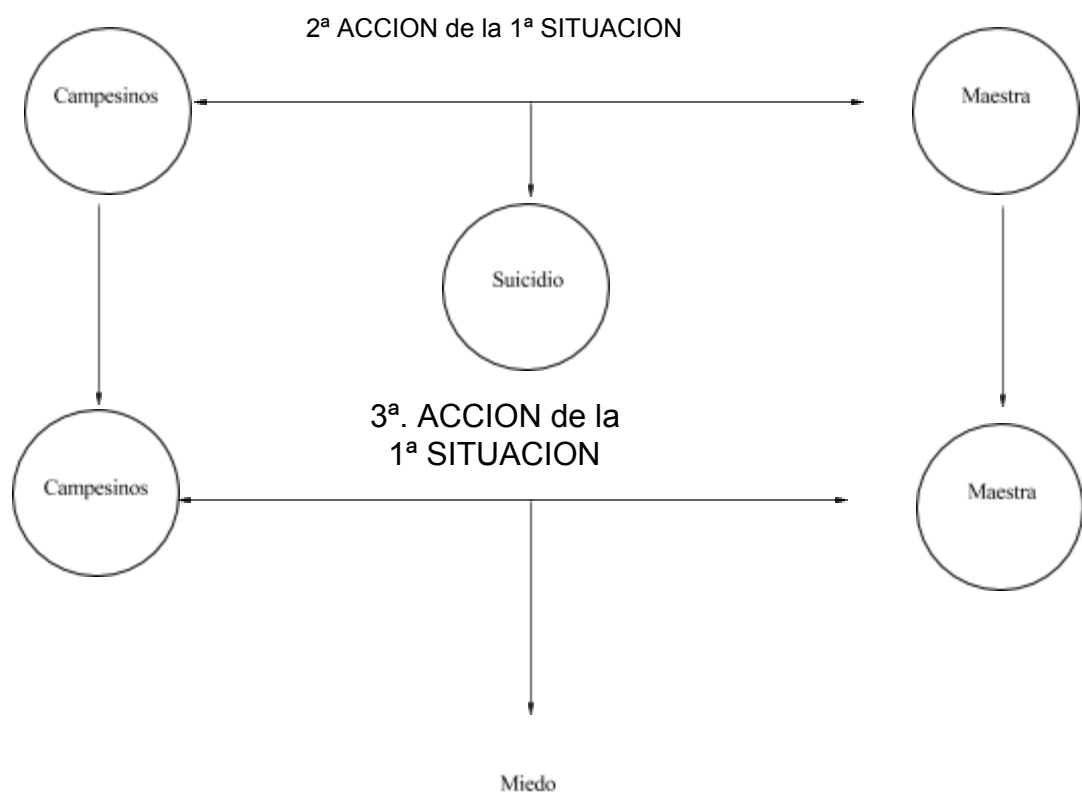 2ª ACCION de la 1ª SITUACION
Campesinos
Maestra
Suicidio
3ª. ACCION de la
1ª SITUACION
Campesinos
Maestra
Miedo